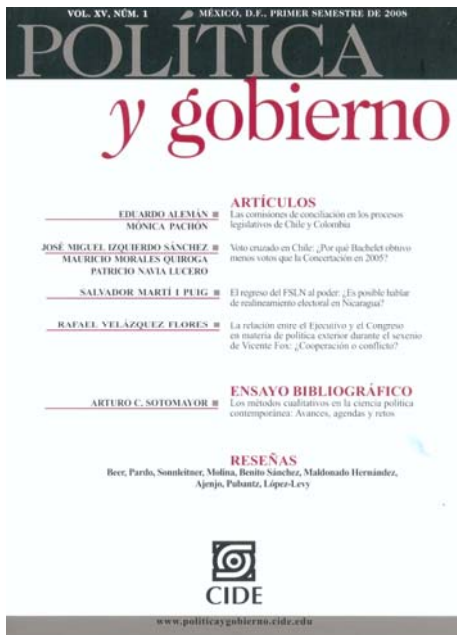 VOL. XV, NÚM. 1
MÉXICO, D.F., PRIMER SEMESTRE DE 2008
POLÍTICA
y gobierno
ARTÍCULOS
EDUARDO ALEMÁN
MÓNICA PACHÓN
Las comisiones de conciliación en los procesos
legislativos de Chile y Colombia
JOSÉ MIGUEL IZQUIERDO SÁNCHEZ
MAURICIO MORALES QUIROGA
PATRICIO NAVIA LUCERO
Voto cruzado en Chile: ¿Por qué Bachelet obtuvo
menos votos que la Concertación en 2005?
SALVADOR MARTÍ I PUIG
El regreso del FSLN al poder: ¿Es posible hablar
de realineamiento electoral en Nicaragua?
RAFAEL VELÁZQUEZ FLORES
La relación entre el Ejecutivo y el Congreso
en materia de política exterior durante el sexenio
de Vicente Fox: ¿Cooperación o conflicto?
ENSAYO BIBLIOGRÁFICO
ARTURO C. SOTOMAYOR
Los métodos cualitativos en la ciencia política
contemporánea: Avances, agendas y retos
RESEÑAS
Beer, Pardo, Sonnleitner, Molina, Benito Sánchez, Maldonado Hernández,
Ajenjo, Pubantz, López-Levy
CIDE
www.politicaygobierno.cide.edu